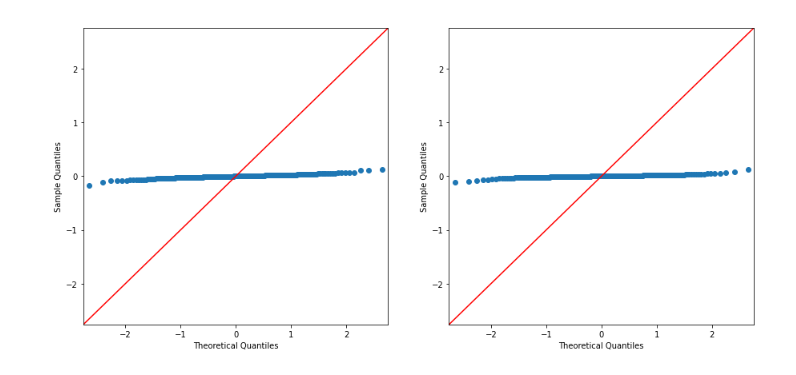 2
1
0
−1
−2
Sample Quantiles
−2 −1 0 1 2
Theoretical Quantiles
2
1
0
−1
−2
Sample Quantiles
−2 −1 0 1 2
Theoretical Quantiles